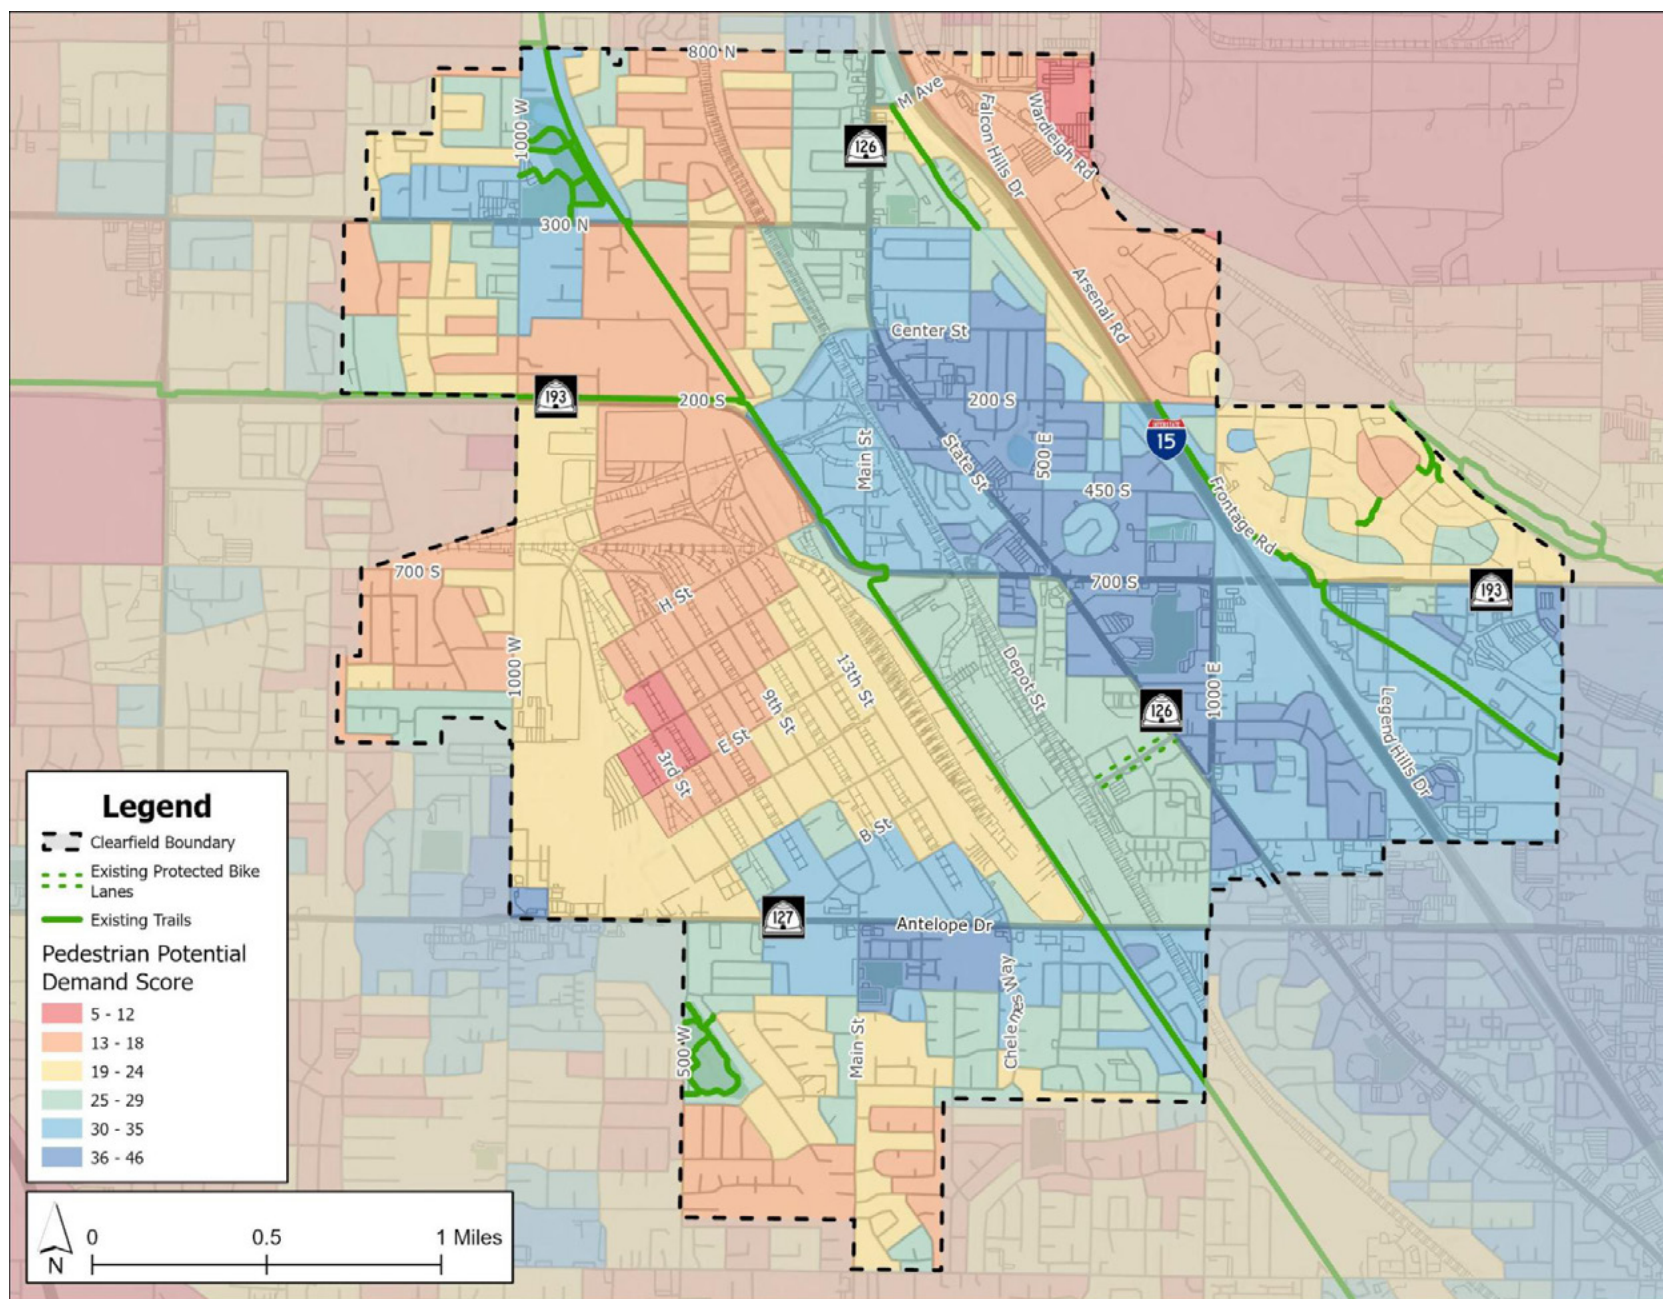 800 N
M Ave
Falcon Hills Dr
Wardleigh Rd
1000 W
126
300 N
Arsenal Rd
Center St
193
200 S
200 S
15
Main St
State St
500 E
450 S
Frontage Rd
700 S
700 S
193
H St
1000 W
13th St
9th St
Depot St
1000 E
126
Legend Hills Dr
E St
3rd St
B St
127
Antelope Dr
Chelemes Way
500 W
Main St
Legend
Clearfield Boundary
Existing Protected Bike
Lanes
Existing Trails
Pedestrian Potential
Demand Score
5 - 12
13 - 18
19 - 24
25 - 29
30 - 35
36 - 46
N
0 0.5 1 Miles